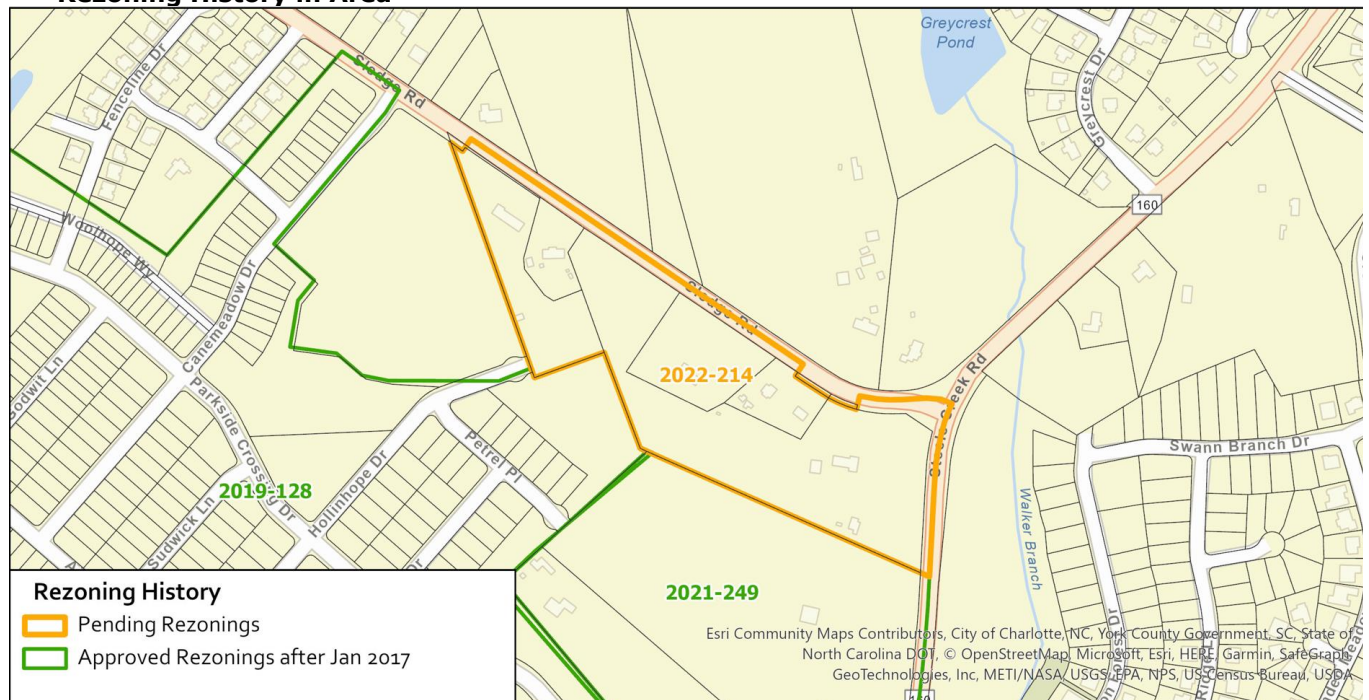 Rezoning History in Area
Greycrest
Pond
Fenceline Dr
Sledge Rd
Greycrest Dr
160
Woolhope Wy
Canemeadow Dr
Sledge Rd
Godwit Ln
Parkside Crossing Dr
2022-214
Steele Creek Rd
Swann Branch Dr
Petrel Pl
Hollinhope Dr
2019-128
Sudwick Ln
Walker Branch
Dr
2021-249
Rezoning History
Pending Rezonings
Approved Rezonings after Jan 2017
Esri Community Maps Contributors, City of Charlotte, NC, York County Government, SC, State of
North Carolina DOT, © OpenStreetMap, Microsoft, Esri, HERE, Garmin, SafeGraph,
GeoTechnologies, Inc, METI/NASA, USGS, EPA, NPS, US Census Bureau, USDA
160